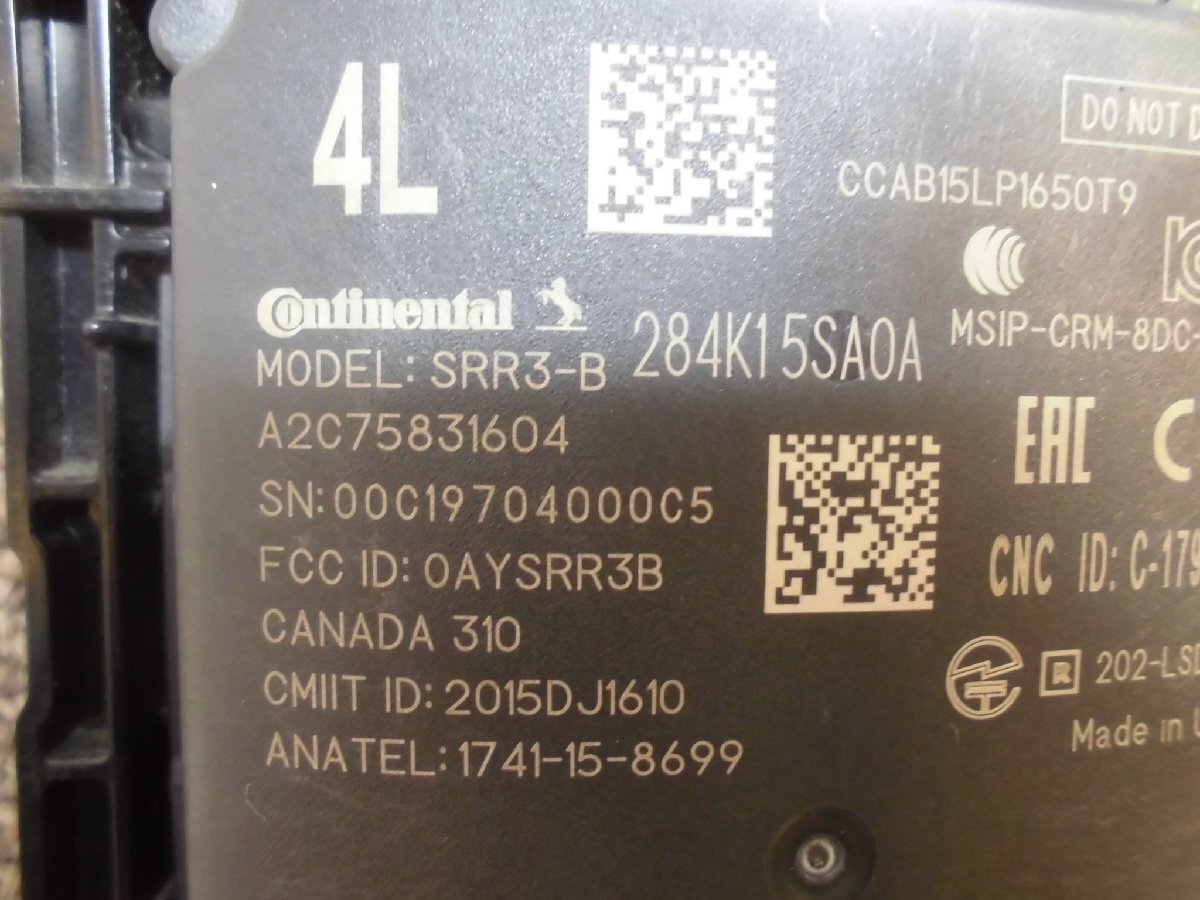 4L
DO NOT
CCAB15LP1650T9
Continental
284K15SA0A
MSIP-CRM-8DC-
MODEL: SRR3-B
A2C75831604
EAC
SN:00C19704000C5
CNC ID: C-179
FCC ID: OAYSRR3B
CANADA 310
R 202-LSD
CMIIT ID: 2015DJ1610
Made in
ANATEL: 1741-15-8699